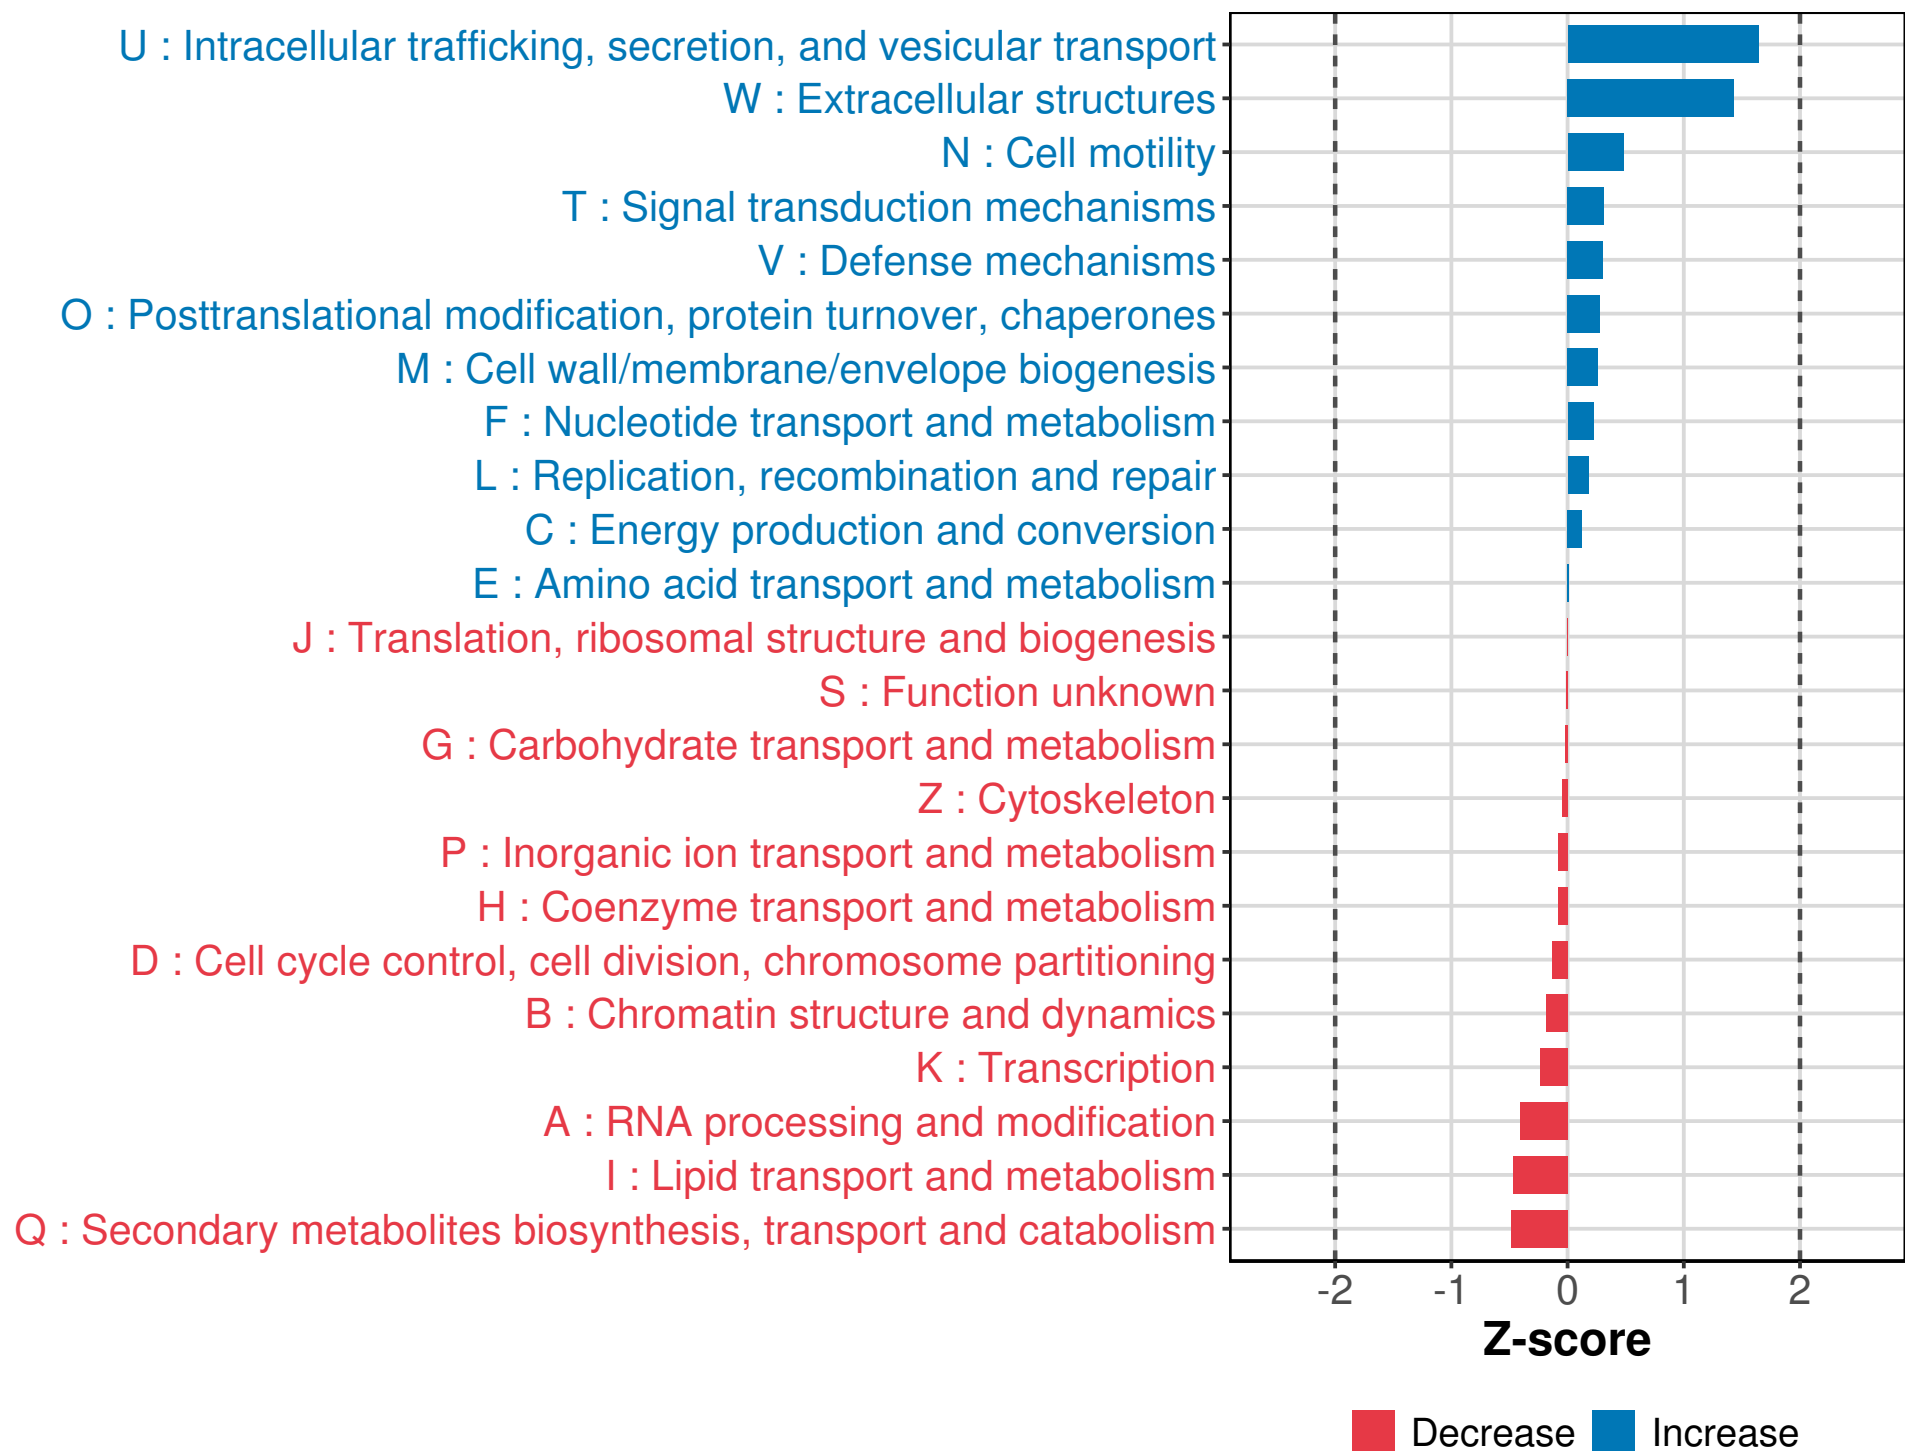 U : Intracellular trafficking, secretion, and vesicular transport
W : Extracellular structures
N : Cell motility
T : Signal transduction mechanisms
V : Defense mechanisms
O : Posttranslational modification, protein turnover, chaperones
M : Cell wall/membrane/envelope biogenesis
F : Nucleotide transport and metabolism
L : Replication, recombination and repair
C : Energy production and conversion
E : Amino acid transport and metabolism
J : Translation, ribosomal structure and biogenesis
S : Function unknown
G : Carbohydrate transport and metabolism
Z : Cytoskeleton
P : Inorganic ion transport and metabolism
H : Coenzyme transport and metabolism
D : Cell cycle control, cell division, chromosome partitioning
B : Chromatin structure and dynamics
K : Transcription
A : RNA processing and modification
I : Lipid transport and metabolism
Q : Secondary metabolites biosynthesis, transport and catabolism
-2 -1 0 1 2
Z-score
Decrease Increase